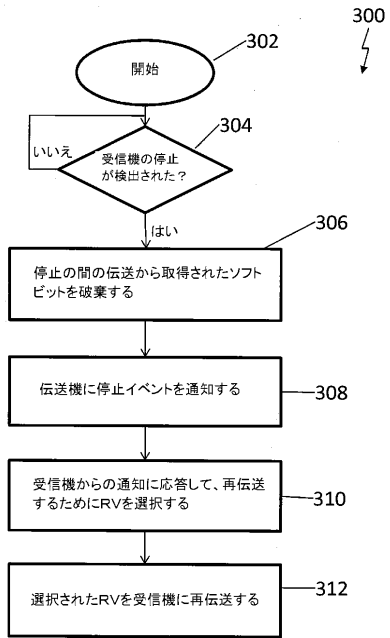 300
302
開始
304
受信機の停止
が検出された?
いいえ
はい
306
停止の間の伝送から取得されたソフト
ビットを破棄する
伝送機に停止イベントを通知する
308
受信機からの通知に応答して、再伝送
するためにRVを選択する
310
選択されたRVを受信機に再伝送する
312